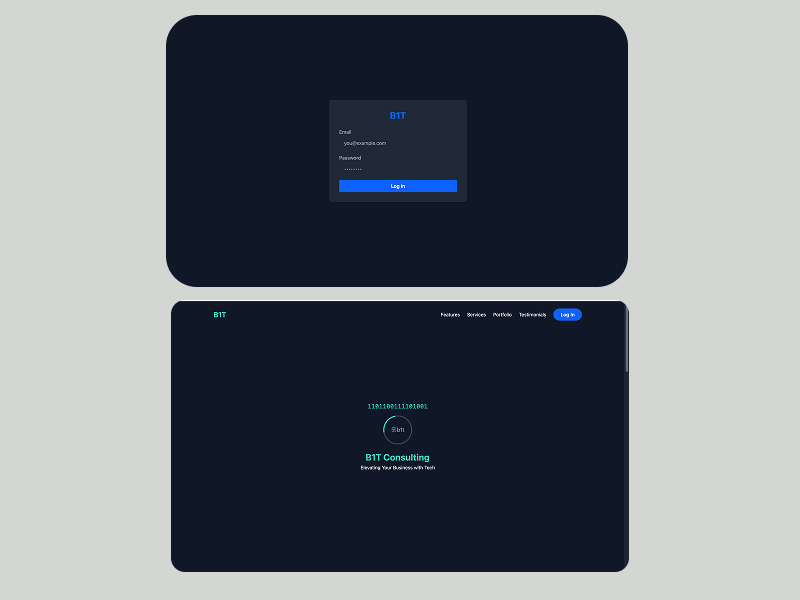 B1T
Email
you@example.com
Password
Log In
B1T
Features Services Portfolio Testimonials Log In
1101100111101001
b1t
B1T Consulting
Elevating Your Business with Tech